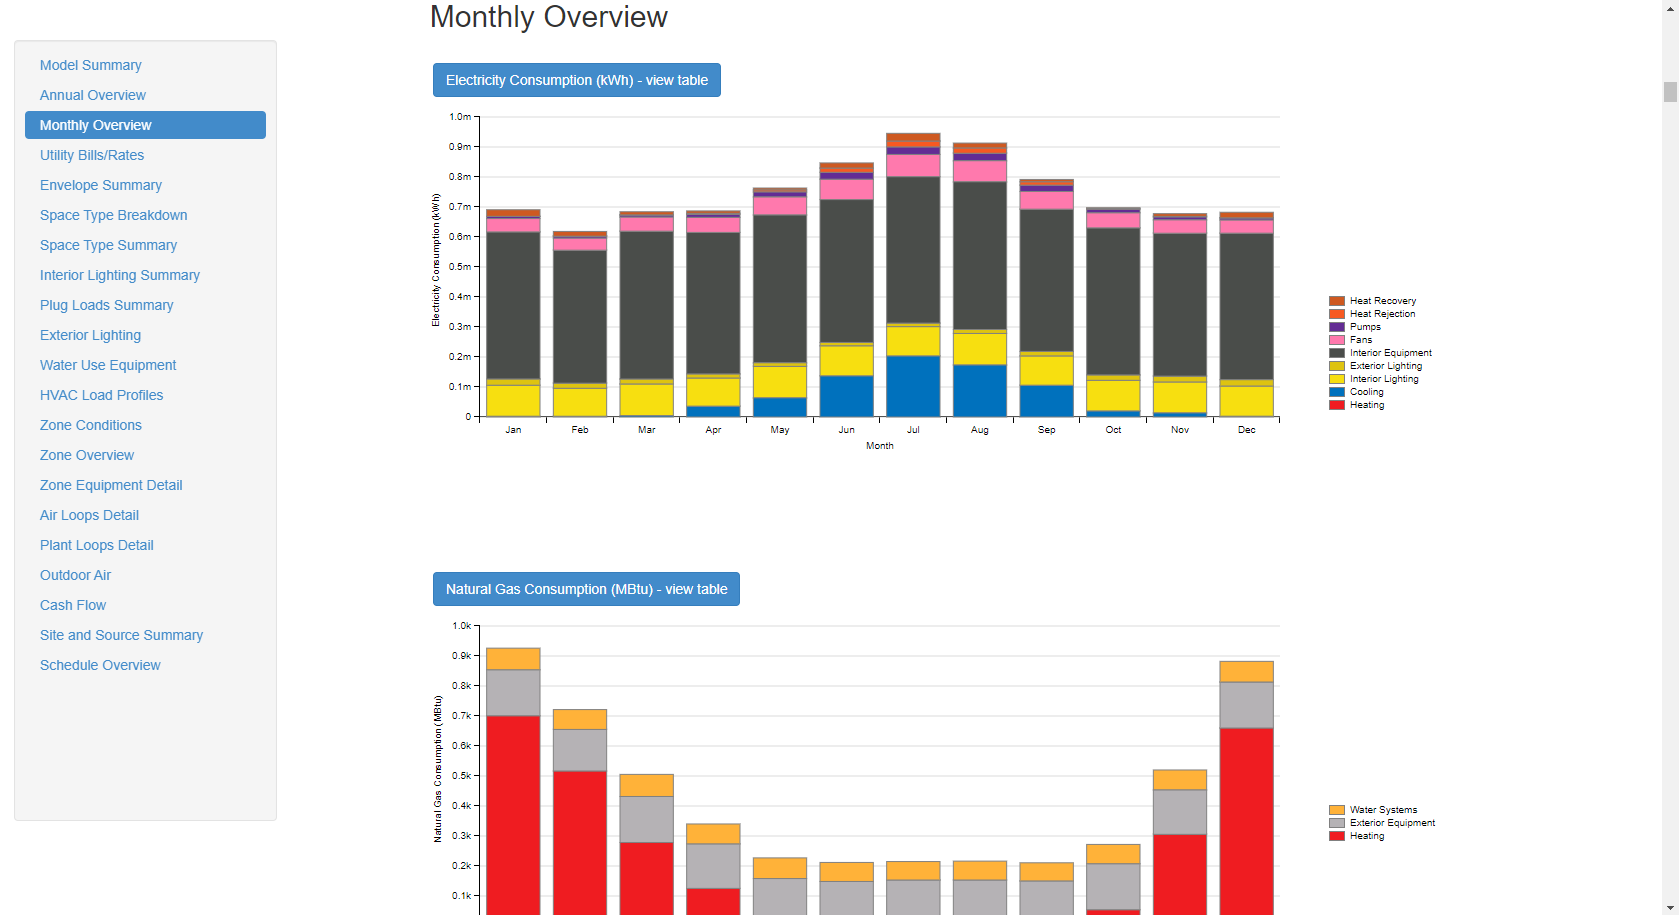 Monthly Overview
Model Summary
Annual Overview
Monthly Overview
Utility Bills/Rates
Envelope Summary
Space Type Breakdown
Space Type Summary
Interior Lighting Summary
Plug Loads Summary
Exterior Lighting
Water Use Equipment
HVAC Load Profiles
Zone Conditions
Zone Overview
Zone Equipment Detail
Air Loops Detail
Plant Loops Detail
Outdoor Air
Cash Flow
Site and Source Summary
Schedule Overview
Electricity Consumption (kWh) - view table
Electricity Consumption (kWh)
1.0m
0.9m
0.8m
0.7m
0.6m
0.5m
0.4m
0.3m
0.2m
0.1m
0
Jan Feb Mar Apr May Jun Jul Aug Sep Oct Nov Dec
Month
Heat Recovery
Heat Rejection
Pumps
Fans
Interior Equipment
Exterior Lighting
Interior Lighting
Cooling
Heating
Natural Gas Consumption (MBtu) - view table
Natural Gas Consumption (MBtu)
1.0k
0.9k
0.8k
0.7k
0.6k
0.5k
0.4k
0.3k
0.2k
0.1k
Water Systems
Exterior Equipment
Heating